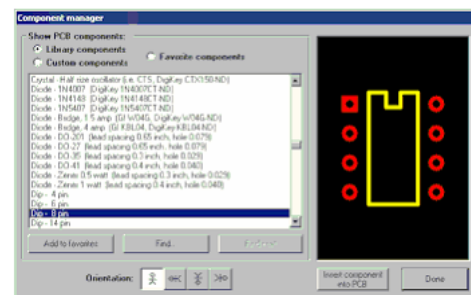 Component manager
Show PCB components:
Library components
Custom components
Favorite components
Crystal - Half size oscillator (i.e. CTS, DigiKey CTX150-ND)
Diode - 1N4007 (DigiKey 1N4007CT-ND)
Diode - 1N4148 (DigiKey 1N4148CT-ND)
Diode - 1N5407 (DigiKey 1N5407CT-ND)
Diode - Bridge, 1.5 amp (GI W04G, DigiKey W04G-ND)
Diode - Bridge, 4 amp (GI KBL04, DigiKey KBL04-ND)
Diode - DO-201 (lead spacing 0.65 inch, hole 0.079)
Diode - DO-27 (lead spacing 0.65 inch, hole 0.079)
Diode - DO-35 (lead spacing 0.3 inch, hole 0.029)
Diode - DO-41 (lead spacing 0.4 inch, hole 0.040)
Diode - Zener 0.5 watt (lead spacing 0.3 inch, hole 0.029)
Diode - Zener 1 watt (lead spacing 0.4 inch, hole 0.040)
Dip - 4 pin
Dip - 6 pin
Dip - 8 pin
Dip - 14 pin
Add to favorites
Find...
Orientation:
Insert component
into PCB
Done